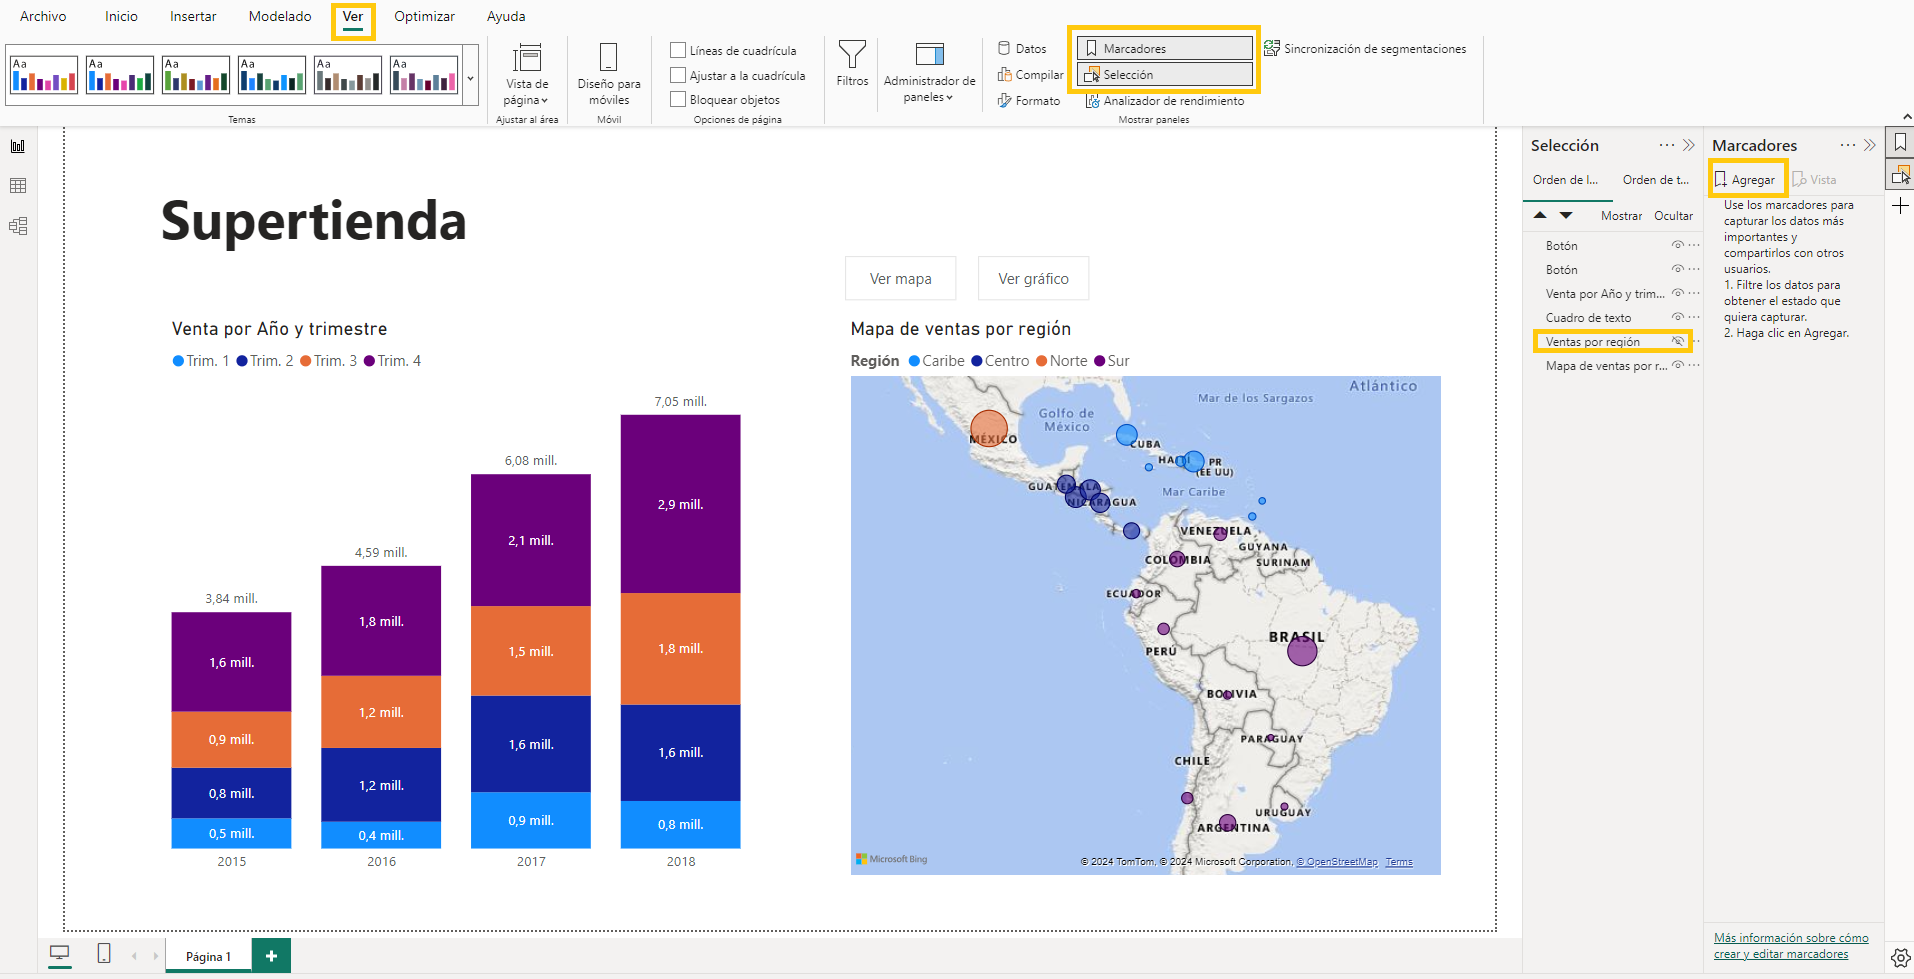 Archivo Inicio Insertar Modelado Ver Optimizar Ayuda
Aa Aa Aa Aa Aa Aa
Temas
Vista de
página
Ajustar al área
Diseño para
móviles
Móvil
Líneas de cuadrícula
Ajustar a la cuadrícula
Bloquear objetos
Opciones de página
Filtros
Administrador de
paneles
Datos
Compilar
Formato
Marcadores
Selección
Analizador de rendimiento
Sincronización de segmentaciones
Mostrar paneles
Supertienda
Ver mapa
Ver gráfico
Venta por Año y trimestre
Trim. 1 Trim. 2 Trim. 3 Trim. 4
3,84 mill.
1,6 mill.
0,9 mill.
0,8 mill.
0,5 mill.
2015
4,59 mill.
1,8 mill.
1,2 mill.
1,2 mill.
0,4 mill.
2016
6,08 mill.
2,1 mill.
1,5 mill.
1,6 mill.
0,9 mill.
2017
7,05 mill.
2,9 mill.
1,8 mill.
1,6 mill.
0,8 mill.
2018
Mapa de ventas por región
Región Caribe Centro Norte Sur
Atlántico
Mar de los Sargazos
Golfo de
México
MÉXICO
CUBA
PR
(EE UU)
Mar Caribe
GUATEMALA
NICARAGUA
VENEZUELA
GUYANA
SURINAM
COLOMBIA
ECUADOR
BRASIL
PERÚ
BOLIVIA
PARAGUAY
CHILE
URUGUAY
ARGENTINA
Microsoft Bing
© 2024 TomTom, © 2024 Microsoft Corporation, © OpenStreetMap Terms
Selección
Orden de l... Orden de t...
Mostrar Ocultar
Botón
Botón
Venta por Año y trim...
Cuadro de texto
Ventas por región
Mapa de ventas por r...
Marcadores
Agregar Vista
Use los marcadores para
capturar los datos más
importantes y
compartirlos con otros
usuarios.
1. Filtre los datos para
obtener el estado que
quiera capturar.
2. Haga clic en Agregar.
Más información sobre cómo
crear y editar marcadores
Página 1